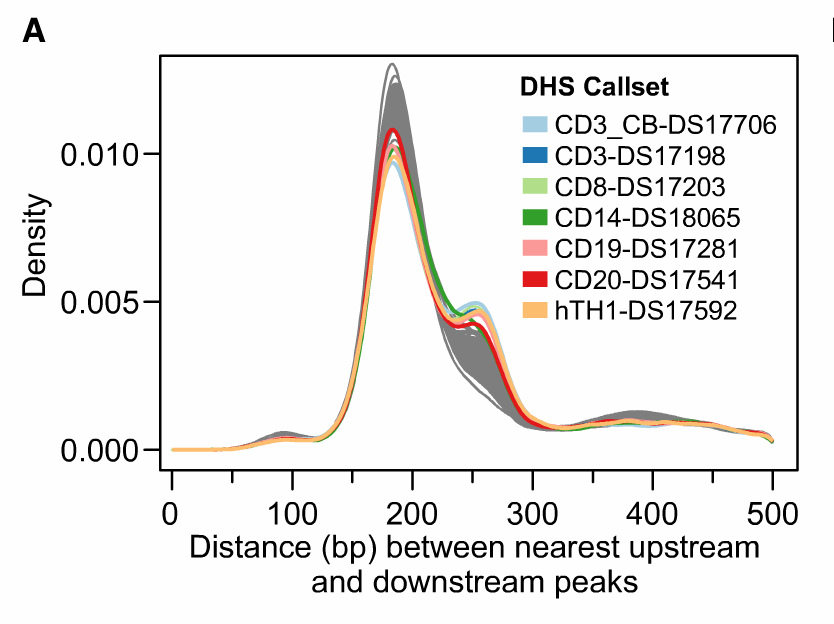 A
DHS Callset
CD3_CB-DS17706
CD3-DS17198
CD8-DS17203
CD14-DS18065
CD19-DS17281
CD20-DS17541
hTH1-DS17592
Density
0.010
0.005
0.000
0 100 200 300 400 500
Distance (bp) between nearest upstream
and downstream peaks